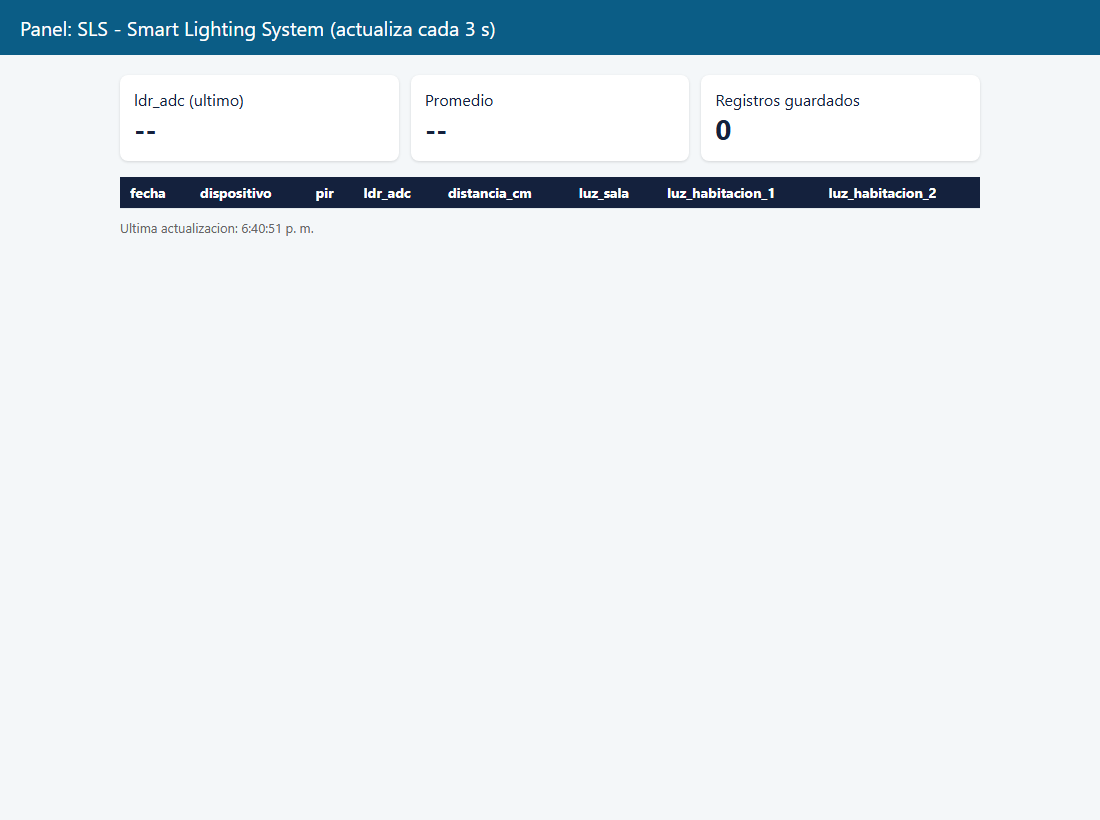 Panel: SLS - Smart Lighting System (actualiza cada 3 s)
ldr_adc (ultimo)
--
Promedio
--
Registros guardados
0
fecha dispositivo pir ldr_adc distancia_cm luz_sala luz_habitacion_1 luz_habitacion_2
Ultima actualizacion: 6:40:51 p. m.